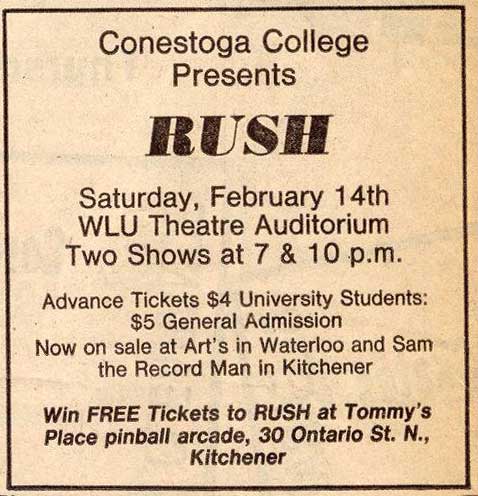 Conestoga College
Presents
RUSH
Saturday, February 14th
WLU Theatre Auditorium
Two Shows at 7 & 10 p.m.
Advance Tickets $4 University Students:
$5 General Admission
Now on sale at Art's in Waterloo and Sam
the Record Man in Kitchener
Win FREE Tickets to RUSH at Tommy's
Place pinball arcade, 30 Ontario St. N.,
Kitchener